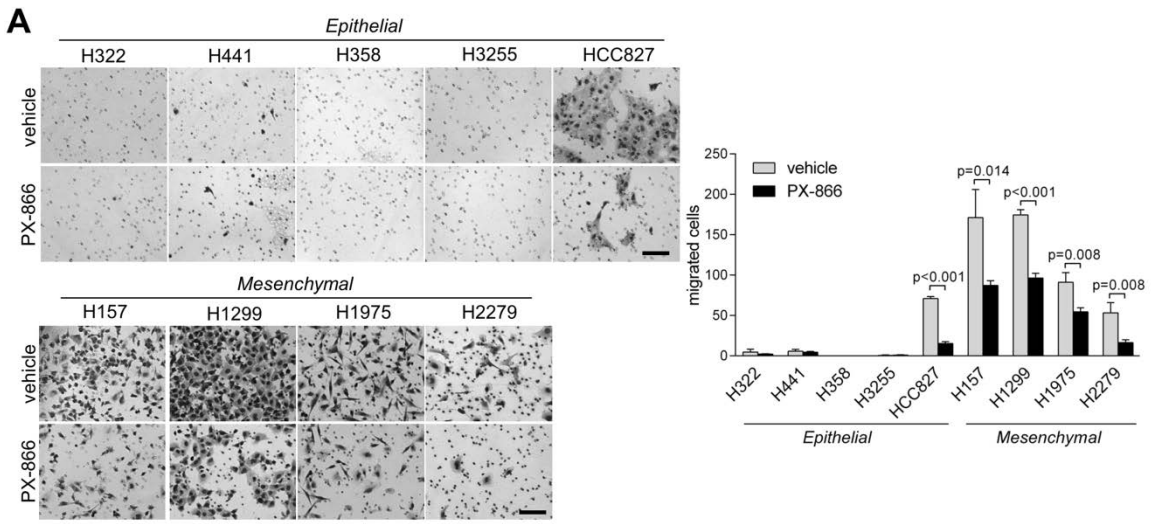 A
Epithelial
H322 H441 H358 H3255 HCC827
vehicle
PX-866
Mesenchymal
H157 H1299 H1975 H2279
vehicle
PX-866
250
200
150
100
50
0
migrated cells
vehicle
PX-866
p<0.001
p=0.014
p<0.001
p=0.008
p=0.008
H322 H441 H358 H3255 HCC827 H157 H1299 H1975 H2279
Epithelial Mesenchymal